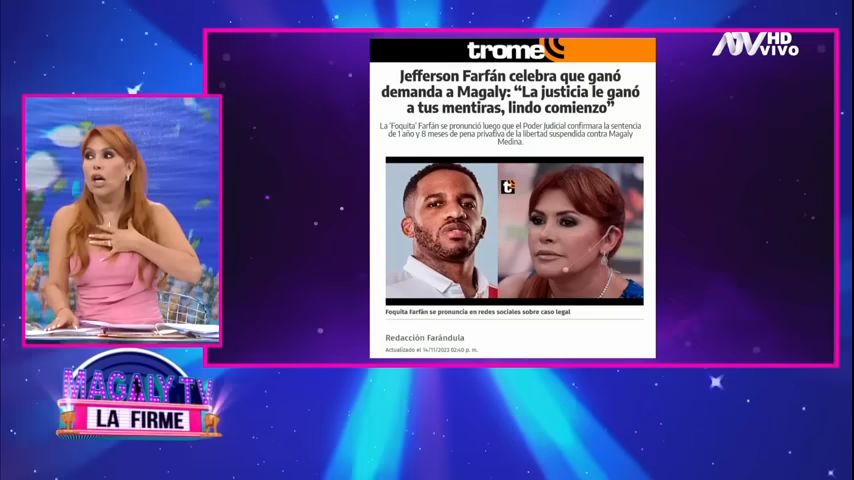 trome
ATV HD
VIVO
Jefferson Farfán celebra que ganó
demanda a Magaly: “La justicia le ganó
a tus mentiras, lindo comienzo”
La ‘Foquita’ Farfán se pronunció luego que el Poder Judicial confirmara la sentencia
de 1 año y 8 meses de pena privativa de la libertad suspendida contra Magaly
Medina.
t
Foquita Farfán se pronuncia en redes sociales sobre caso legal
Redacción Farándula
Actualizado el 14/11/2023 02:40 p. m.
MAGALY TV
LA FIRME